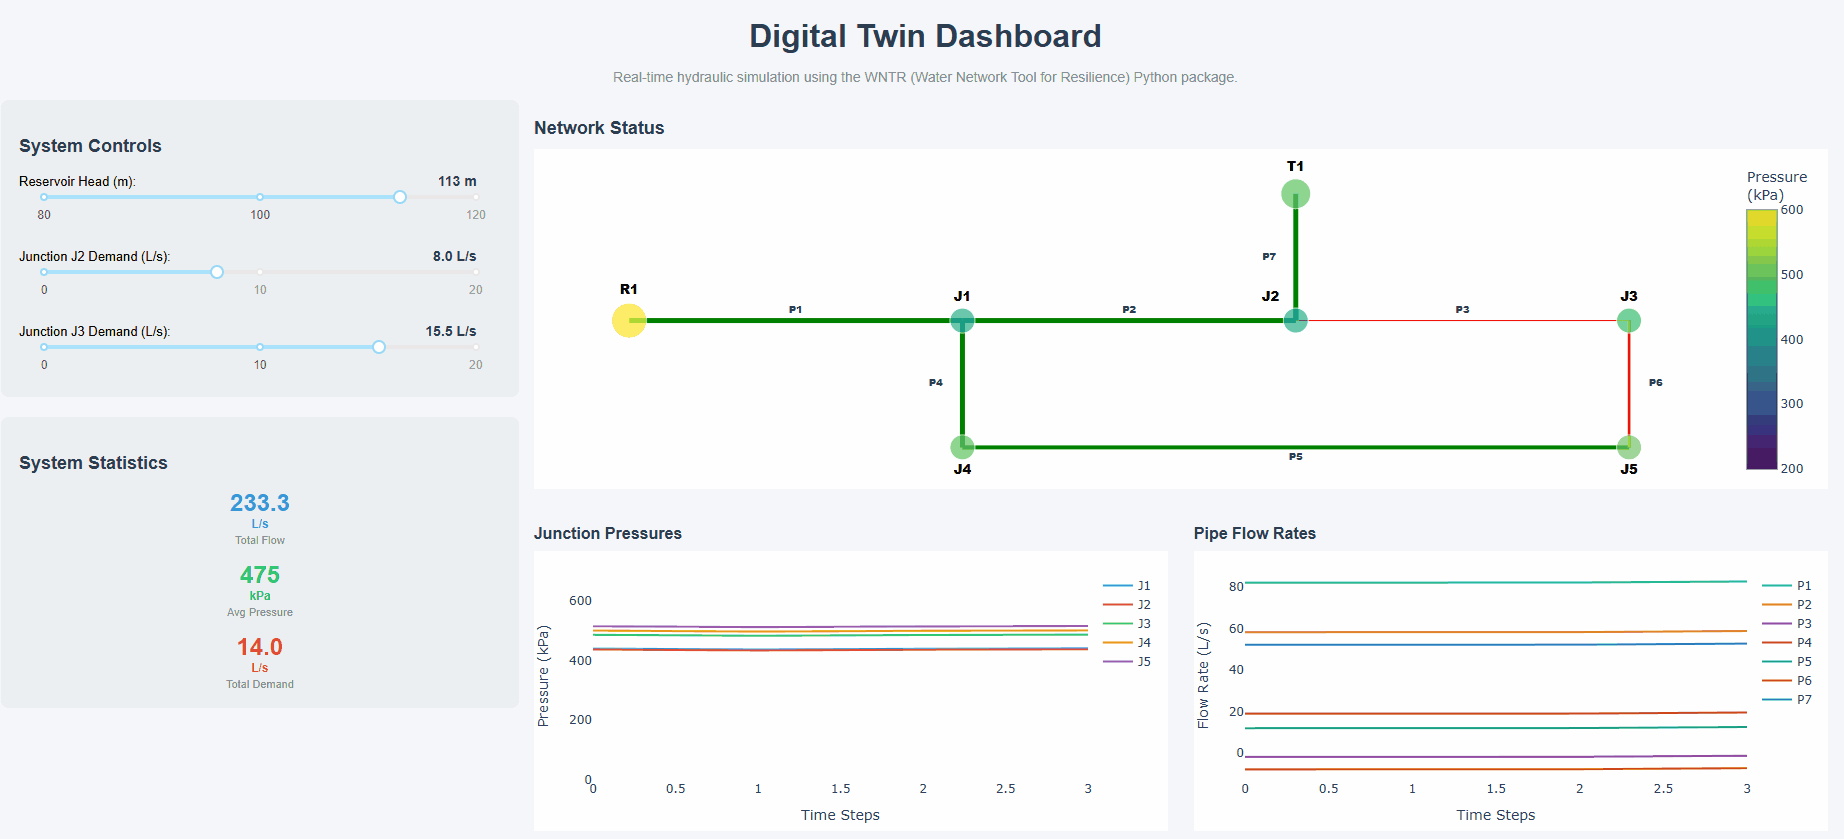 Digital Twin Dashboard
Real-time hydraulic simulation using the WNTR (Water Network Tool for Resilience) Python package.
System Controls
Reservoir Head (m): 113 m
80 100 120
Junction J2 Demand (L/s): 8.0 L/s
0 10 20
Junction J3 Demand (L/s): 15.5 L/s
0 10 20
System Statistics
233.3
L/s
Total Flow
475
kPa
Avg Pressure
14.0
L/s
Total Demand
Network Status
T1
P7
R1 J1 J2 J3
P1 P2 P3
P4 P6
P5
J4 J5
Pressure
(kPa)
600
500
400
300
200
Junction Pressures
Pressure (kPa)
600
400
200
0
0 0.5 1 1.5 2 2.5 3
Time Steps
J1
J2
J3
J4
J5
Pipe Flow Rates
Flow Rate (L/s)
80
60
40
20
0
0 0.5 1 1.5 2 2.5 3
Time Steps
P1
P2
P3
P4
P5
P6
P7